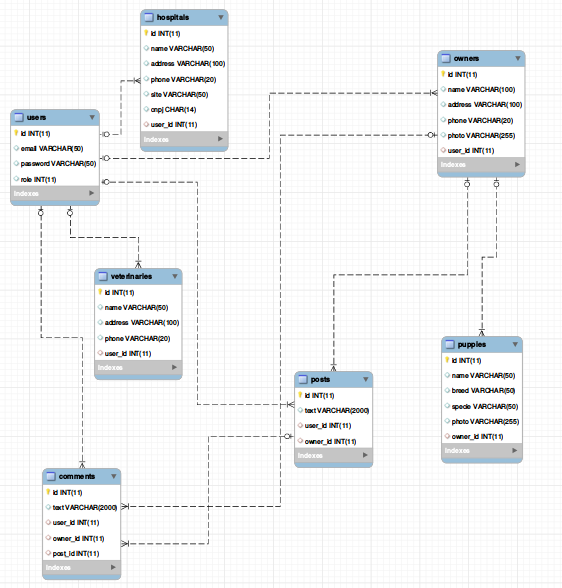 hospitals
id INT(11)
name VARCHAR(50)
address VARCHAR(100)
phone VARCHAR(20)
site VARCHAR(50)
cnpj CHAR(14)
user_id INT(11)
Indexes
owners
id INT(11)
name VARCHAR(100)
address VARCHAR(100)
phone VARCHAR(20)
photo VARCHAR(255)
user_id INT(11)
Indexes
users
id INT(11)
email VARCHAR(50)
password VARCHAR(50)
role INT(11)
Indexes
veterinaries
id INT(11)
name VARCHAR(50)
address VARCHAR(100)
phone VARCHAR(20)
user_id INT(11)
Indexes
puppies
id INT(11)
name VARCHAR(50)
breed VARCHAR(50)
specie VARCHAR(50)
photo VARCHAR(255)
owner_id INT(11)
Indexes
posts
id INT(11)
text VARCHAR(2000)
user_id INT(11)
owner_id INT(11)
Indexes
comments
id INT(11)
text VARCHAR(2000)
user_id INT(11)
owner_id INT(11)
post_id INT(11)
Indexes